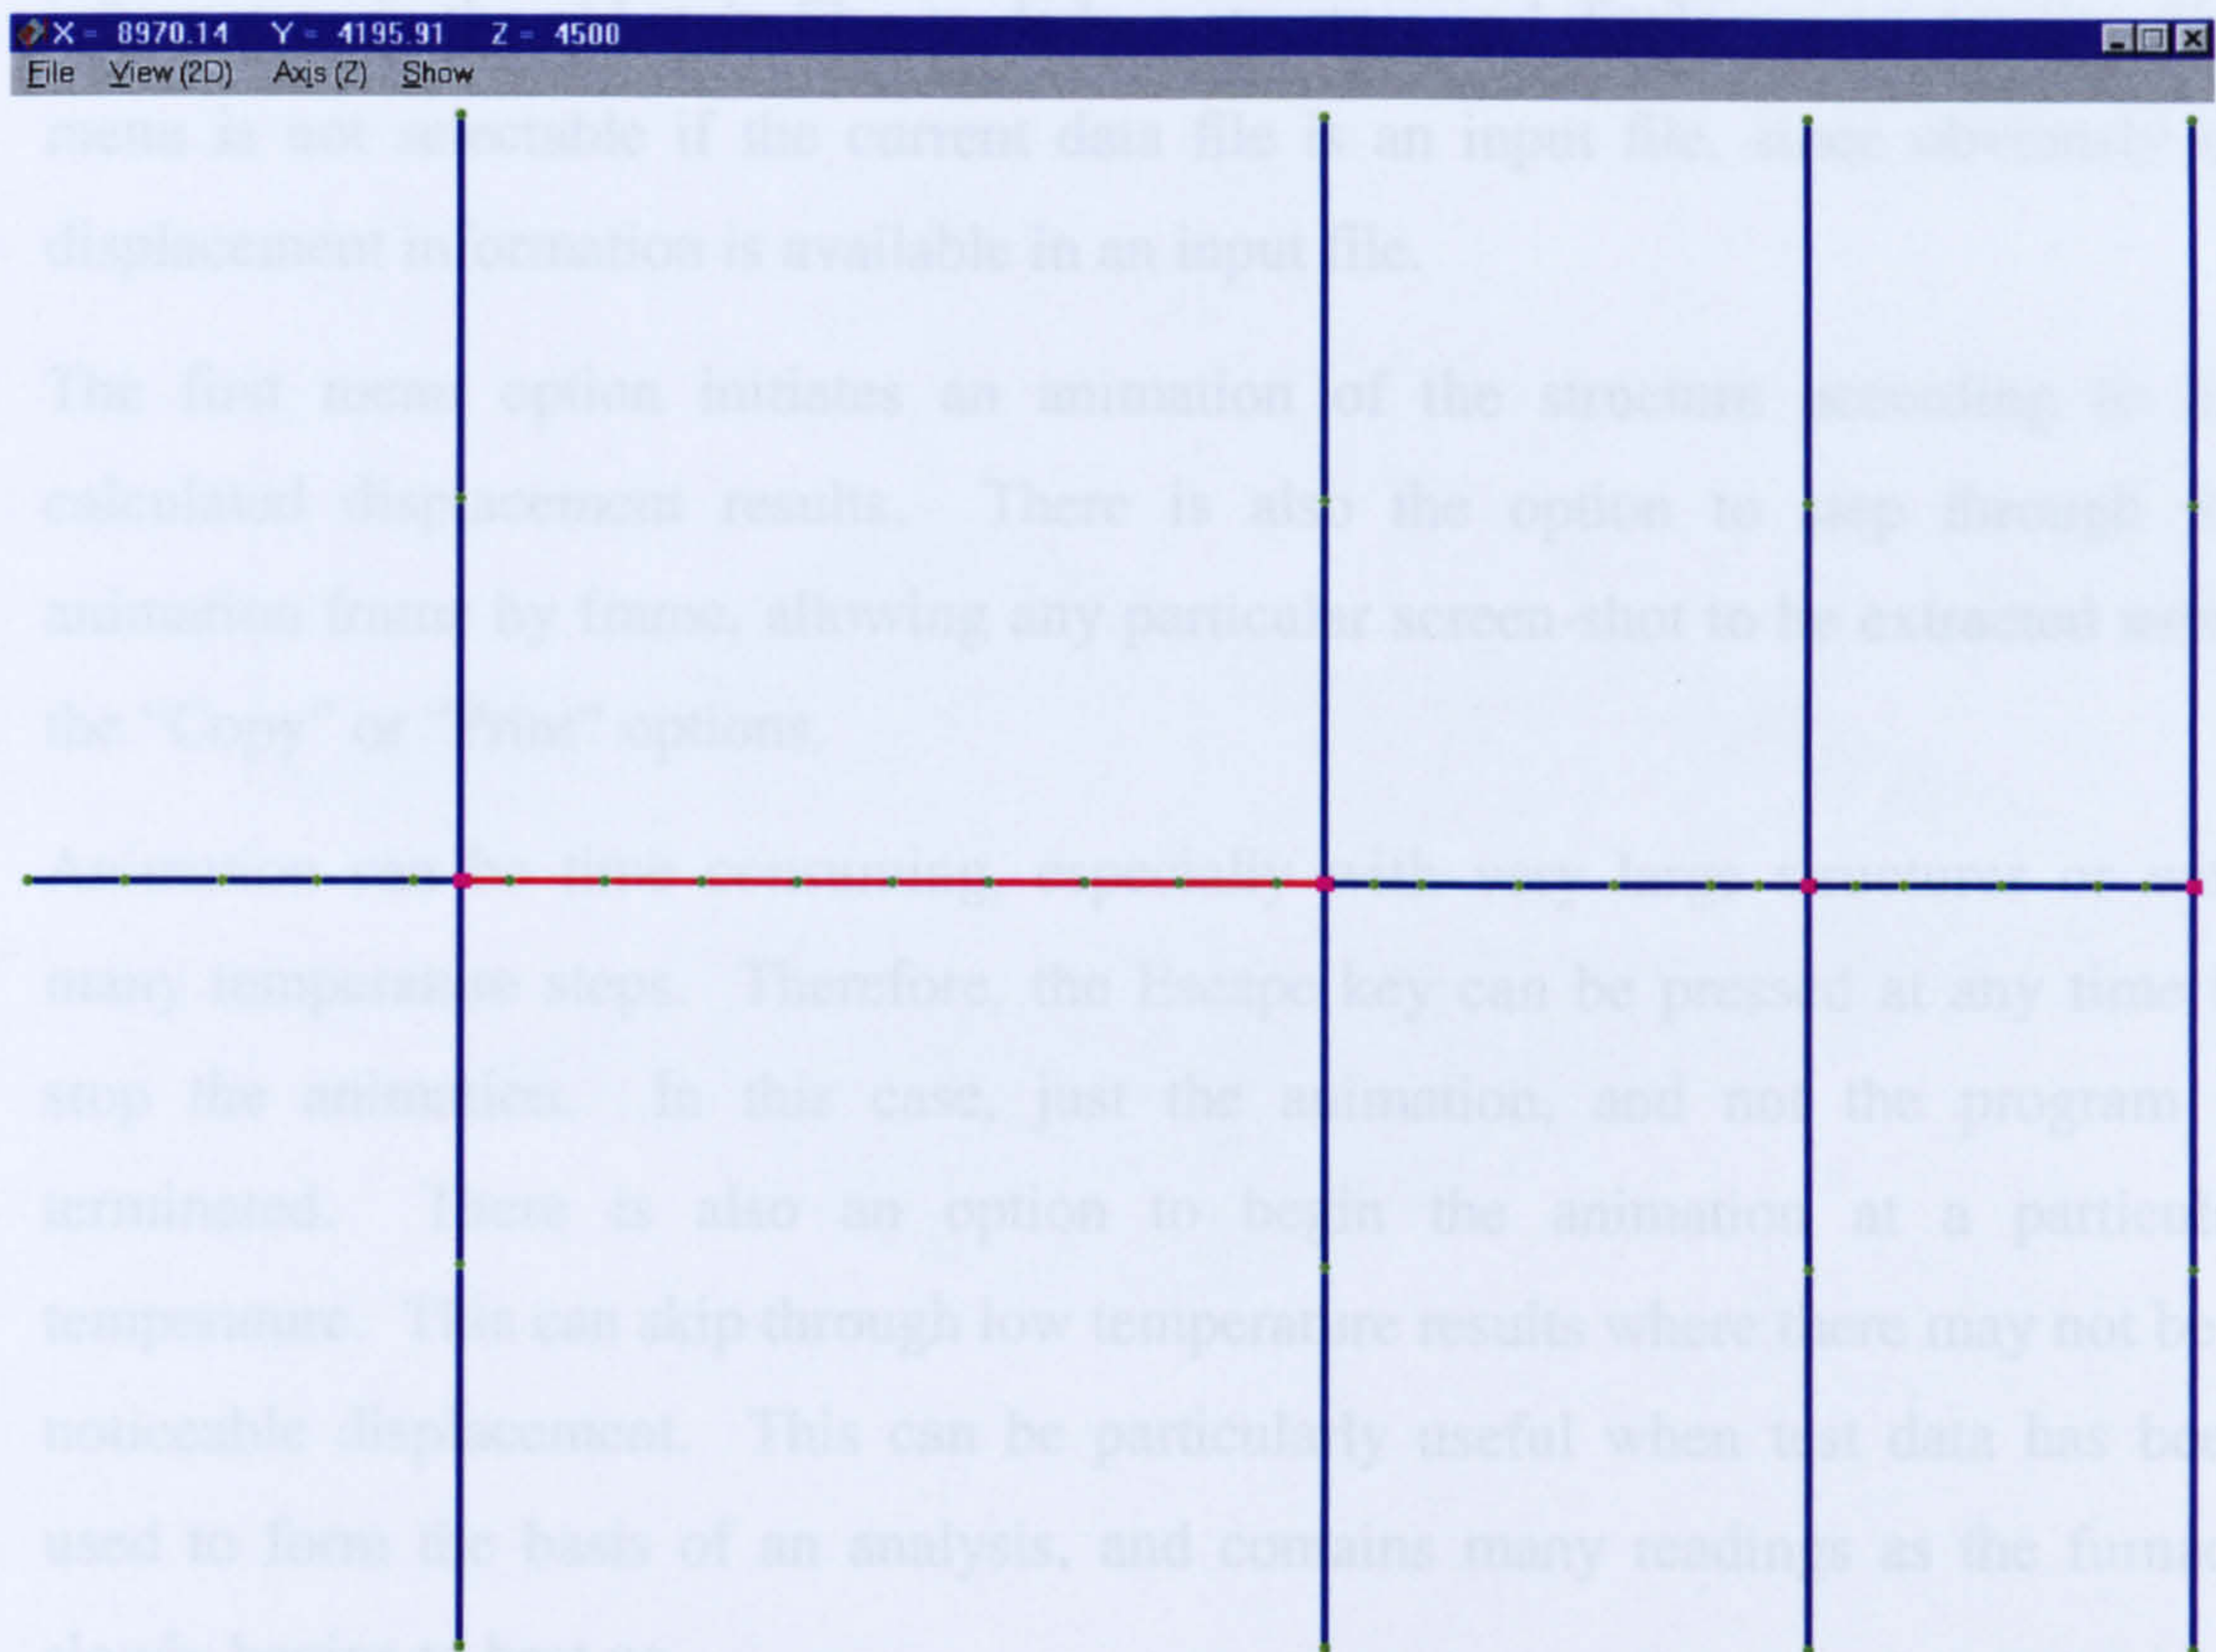 X = 8970.14 Y = 4195.91 Z = 4500
File View (2D) Axis (Z) Show
menu is not selectable if the current data file is an input file, since obviously
displacement information is available in an input file.
The first menu option initiates an animation of the structure according to
calculated displacement results. There is also the option to step through
animation frame by frame, allowing any particular screen-shot to be extracted
the "Copy" or "Print" options.
Animation can be time consuming, especially with very large structures or
many temperature steps. Therefore, the Escape key can be pressed at any time
stop the animation. In this case, just the animation, and not the program
terminated. There is also an option to begin the animation at a
temperature. This can skip through low temperature results where there may not be
noticeable displacement. This can be particularly useful when test data has
used to form the basis of an analysis, and contains many readings as the